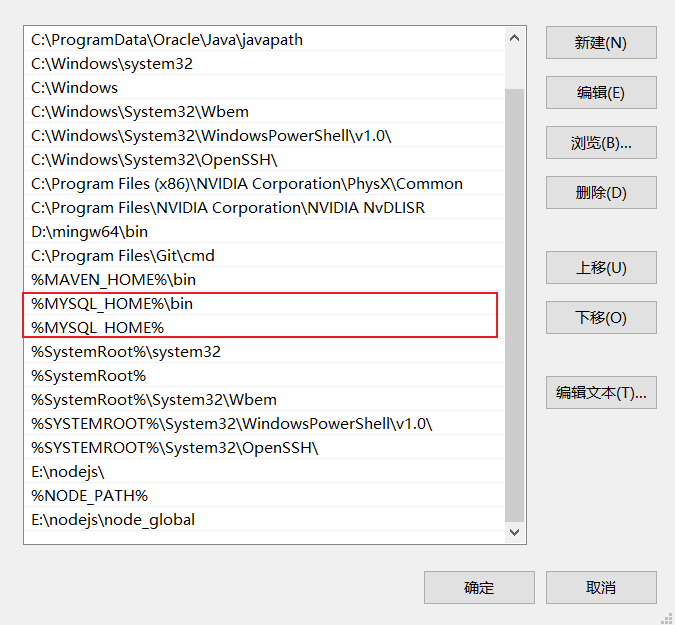 C:\ProgramData\Oracle\Java\javapath
C:\Windows\system32
C:\Windows
C:\Windows\System32\Wbem
C:\Windows\System32\WindowsPowerShell\v1.0\
C:\Windows\System32\OpenSSH\
C:\Program Files (x86)\NVIDIA Corporation\PhysX\Common
C:\Program Files\NVIDIA Corporation\NVIDIA NvDLISR
D:\mingw64\bin
C:\Program Files\Git\cmd
%MAVEN_HOME%\bin
%MYSQL_HOME%\bin
%MYSQL_HOME%
%SystemRoot%\system32
%SystemRoot%
%SystemRoot%\System32\Wbem
%SYSTEMROOT%\System32\WindowsPowerShell\v1.0\
%SYSTEMROOT%\System32\OpenSSH\
E:\nodejs\
%NODE_PATH%
E:\nodejs\node_global
新建(N)
编辑(E)
浏览(B)...
删除(D)
上移(U)
下移(O)
编辑文本(T)...
确定
取消